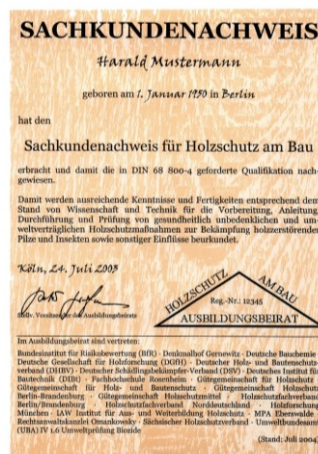 SACHKUNDENACHWEIS
Harald Mustermann
geboren am 1. Januar 1950 in Berlin
hat den
Sachkundenachweis für Holzschutz am Bau
erbracht und damit die in DIN 68 800-4 geforderte Qualifikation nach-
gewiesen.
Damit werden ausreichende Kenntnisse und Fertigkeiten entsprechend dem
Stand von Wissenschaft und Technik für die Vorbereitung, Anleitung,
Durchführung und Prüfung von gesundheitlich unbedenklichen und um-
weltverträglichen Holzschutzmaßnahmen zur Bekämpfung holzzerstörender
Pilze und Insekten sowie sonstiger Einflüsse beurkundet.
Köln, 24. Juli 2005
Stellv. Vorsitzender des Ausbildungsbeirats
HOLZSCHUTZ AM BAU
Reg.-Nr.: 12345
AUSBILDUNGSBEIRAT
Im Ausbildungsbeirat sind vertreten:
Bundesinstitut für Risikobewertung (BfR) · Denkmalhof Gernewitz · Deutsche Bauchemie
Deutsche Gesellschaft für Holzforschung (DGfH) · Deutscher Holz- und Bautenschutz-
verband (DHBV) · Deutscher Schädlingsbekämpfer-Verband (DSV) · Deutsches Institut für
Bautechnik (DIBt) · Fachhochschule Rosenheim · Gütegemeinschaft für Holzschutz
Gütegemeinschaft für Holz- und Bautenschutz · Gütegemeinschaft Holzschutz
Berlin-Brandenburg · Gütegemeinschaft Holzschutzmittel · Holzschutzfachverband
Berlin/Brandenburg · Holzschutzfachverband Norddeutschland · Holzforschung
München · IAW Institut für Aus- und Weiterbildung Holzschutz · MPA Eberswalde
Rechtsanwaltskanzlei Omankowsky · Sächsischer Holzschutzverband · Umweltbundesamt
(UBA) IV 1.6 Umweltprüfung Biozide
(Stand: Juli 2004)